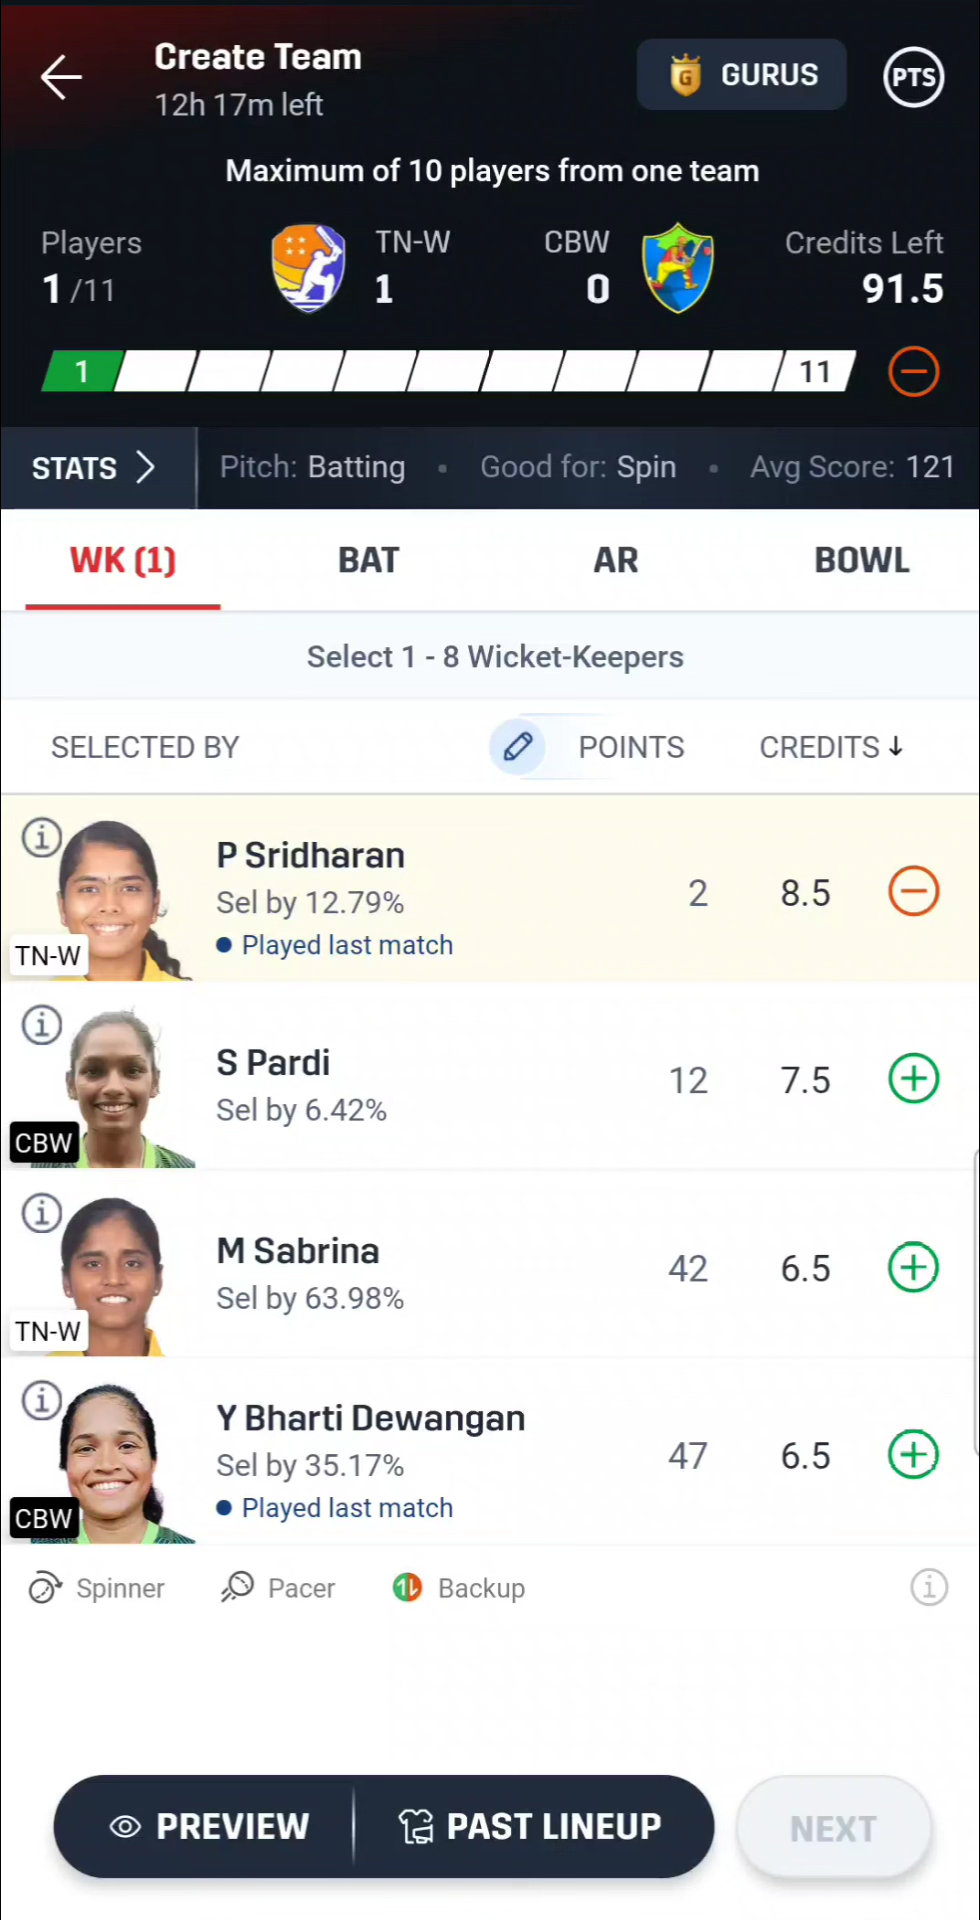 Create Team
12h 17m left
G GURUS
PTS
Maximum of 10 players from one team
Players
1 /11
TN-W
1
CBW
0
Credits Left
91.5
1 11
STATS Pitch: Batting • Good for: Spin • Avg Score: 121
WK (1) BAT AR BOWL
Select 1 - 8 Wicket-Keepers
SELECTED BY POINTS CREDITS ↓
P Sridharan
Sel by 12.79%
• Played last match
TN-W
2 8.5
S Pardi
Sel by 6.42%
CBW
12 7.5
M Sabrina
Sel by 63.98%
TN-W
42 6.5
Y Bharti Dewangan
Sel by 35.17%
• Played last match
CBW
47 6.5
Spinner Pacer Backup
PREVIEW PAST LINEUP NEXT